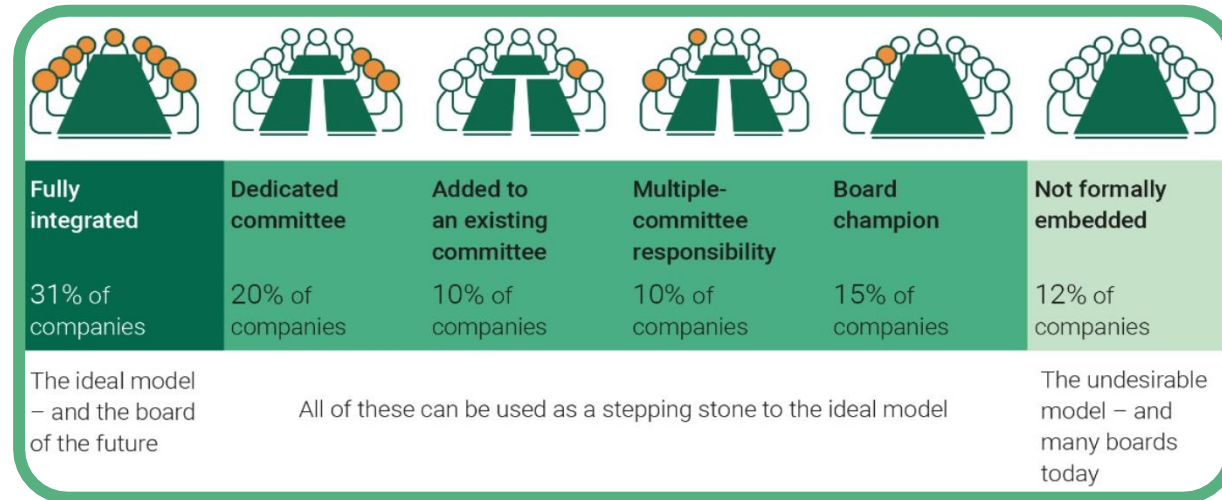 Fully
integrated
31% of
companies
The ideal model
– and the board
of the future
Dedicated
committee
20% of
companies
Added to
an existing
committee
10% of
companies
Multiple-
committee
responsibility
10% of
companies
Board
champion
15% of
companies
All of these can be used as a stepping stone to the ideal model
Not formally
embedded
12% of
companies
The undesirable
model – and
many boards
today